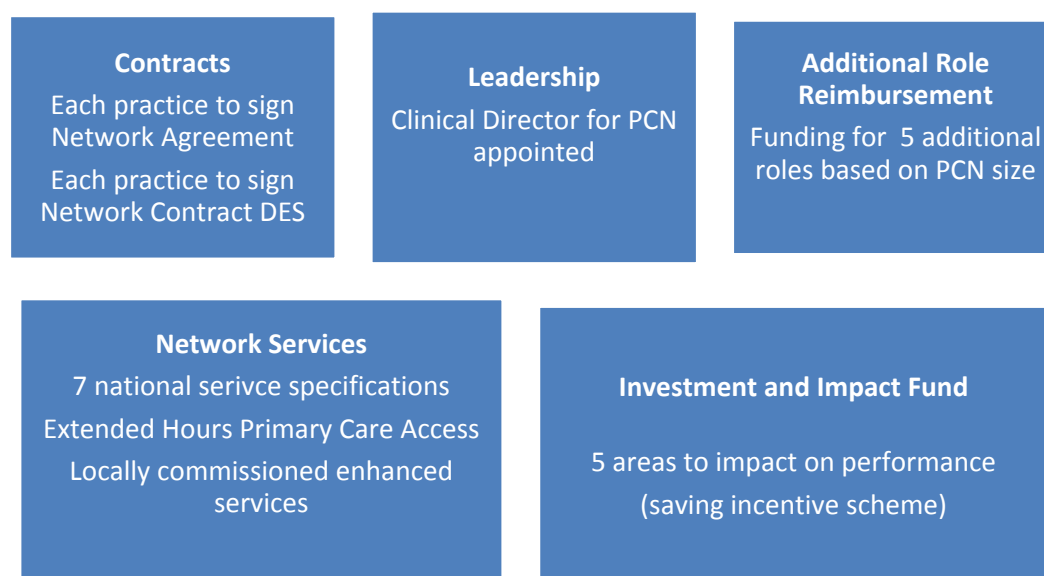 Contracts
Each practice to sign
Network Agreement
Each practice to sign
Network Contract DES
Leadership
Clinical Director for PCN
appointed
Additional Role
Reimbursement
Funding for 5 additional
roles based on PCN size
Network Services
7 national serivce specifications
Extended Hours Primary Care Access
Locally commissioned enhanced
services
Investment and Impact Fund
5 areas to impact on performance
(saving incentive scheme)